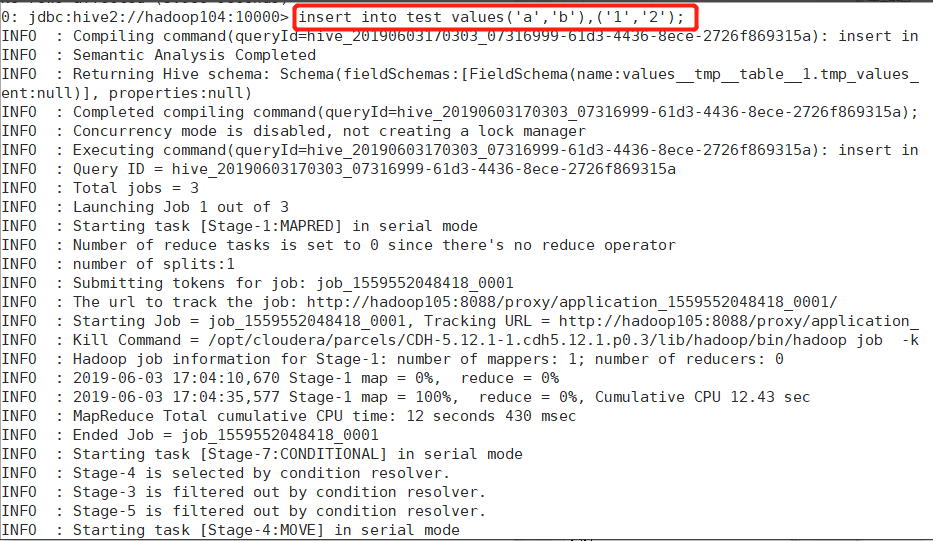 0: jdbc:hive2://hadoop104:10000> insert into test values('a','b'),('1','2');
INFO  : Compiling command(queryId=hive_20190603170303_07316999-61d3-4436-8ece-2726f869315a): insert in
INFO  : Semantic Analysis Completed
INFO  : Returning Hive schema: Schema(fieldSchemas:[FieldSchema(name:values__tmp__table__1.tmp_values_
ent:null)], properties:null)
INFO  : Completed compiling command(queryId=hive_20190603170303_07316999-61d3-4436-8ece-2726f869315a);
INFO  : Concurrency mode is disabled, not creating a lock manager
INFO  : Executing command(queryId=hive_20190603170303_07316999-61d3-4436-8ece-2726f869315a): insert in
INFO  : Query ID = hive_20190603170303_07316999-61d3-4436-8ece-2726f869315a
INFO  : Total jobs = 3
INFO  : Launching Job 1 out of 3
INFO  : Starting task [Stage-1:MAPRED] in serial mode
INFO  : Number of reduce tasks is set to 0 since there's no reduce operator
INFO  : number of splits:1
INFO  : Submitting tokens for job: job_1559552048418_0001
INFO  : The url to track the job: http://hadoop105:8088/proxy/application_1559552048418_0001/
INFO  : Starting Job = job_1559552048418_0001, Tracking URL = http://hadoop105:8088/proxy/application_
INFO  : Kill Command = /opt/cloudera/parcels/CDH-5.12.1-1.cdh5.12.1.p0.3/lib/hadoop/bin/hadoop job  -k
INFO  : Hadoop job information for Stage-1: number of mappers: 1; number of reducers: 0
INFO  : 2019-06-03 17:04:10,670 Stage-1 map = 0%,  reduce = 0%
INFO  : 2019-06-03 17:04:35,577 Stage-1 map = 100%,  reduce = 0%, Cumulative CPU 12.43 sec
INFO  : MapReduce Total cumulative CPU time: 12 seconds 430 msec
INFO  : Ended Job = job_1559552048418_0001
INFO  : Starting task [Stage-7:CONDITIONAL] in serial mode
INFO  : Stage-4 is selected by condition resolver.
INFO  : Stage-3 is filtered out by condition resolver.
INFO  : Stage-5 is filtered out by condition resolver.
INFO  : Starting task [Stage-4:MOVE] in serial mode